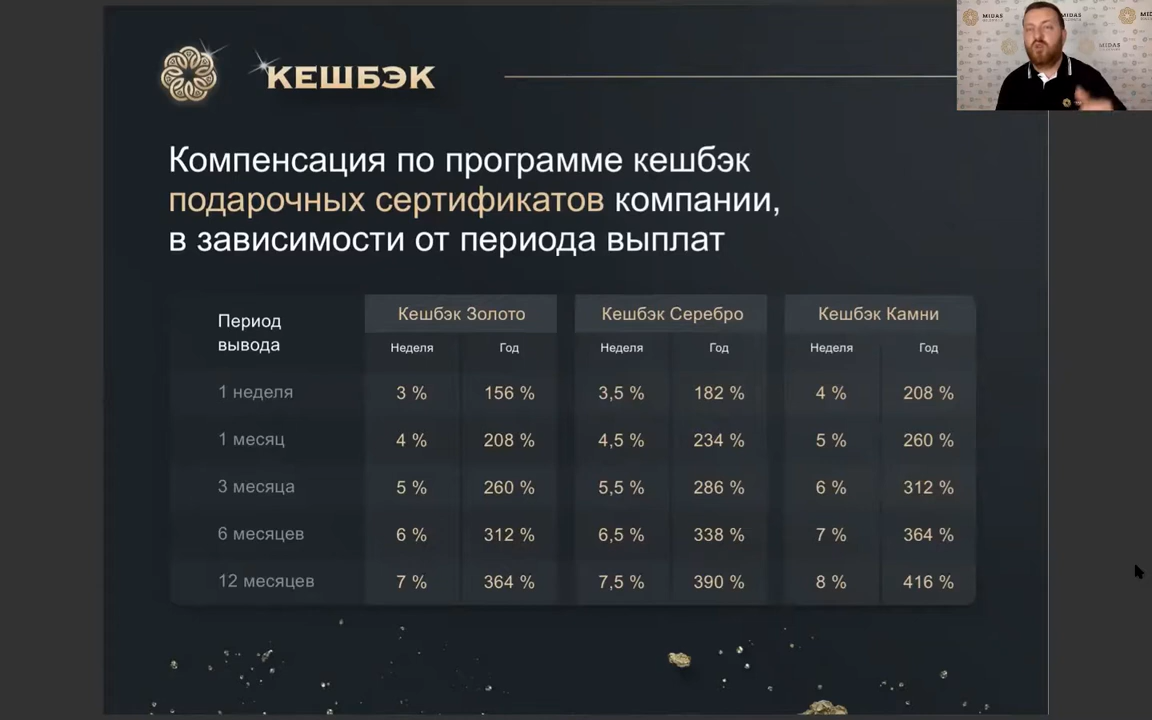 КЕШБЭК
Компенсация по программе кешбэк
подарочных сертификатов компании,
в зависимости от периода выплат
Период
вывода
Кешбэк Золото
Кешбэк Серебро
Кешбэк Камни
Неделя Год Неделя Год Неделя Год
1 неделя 3 % 156 % 3,5 % 182 % 4 % 208 %
1 месяц 4 % 208 % 4,5 % 234 % 5 % 260 %
3 месяца 5 % 260 % 5,5 % 286 % 6 % 312 %
6 месяцев 6 % 312 % 6,5 % 338 % 7 % 364 %
12 месяцев 7 % 364 % 7,5 % 390 % 8 % 416 %
MIDAS
MIDAS